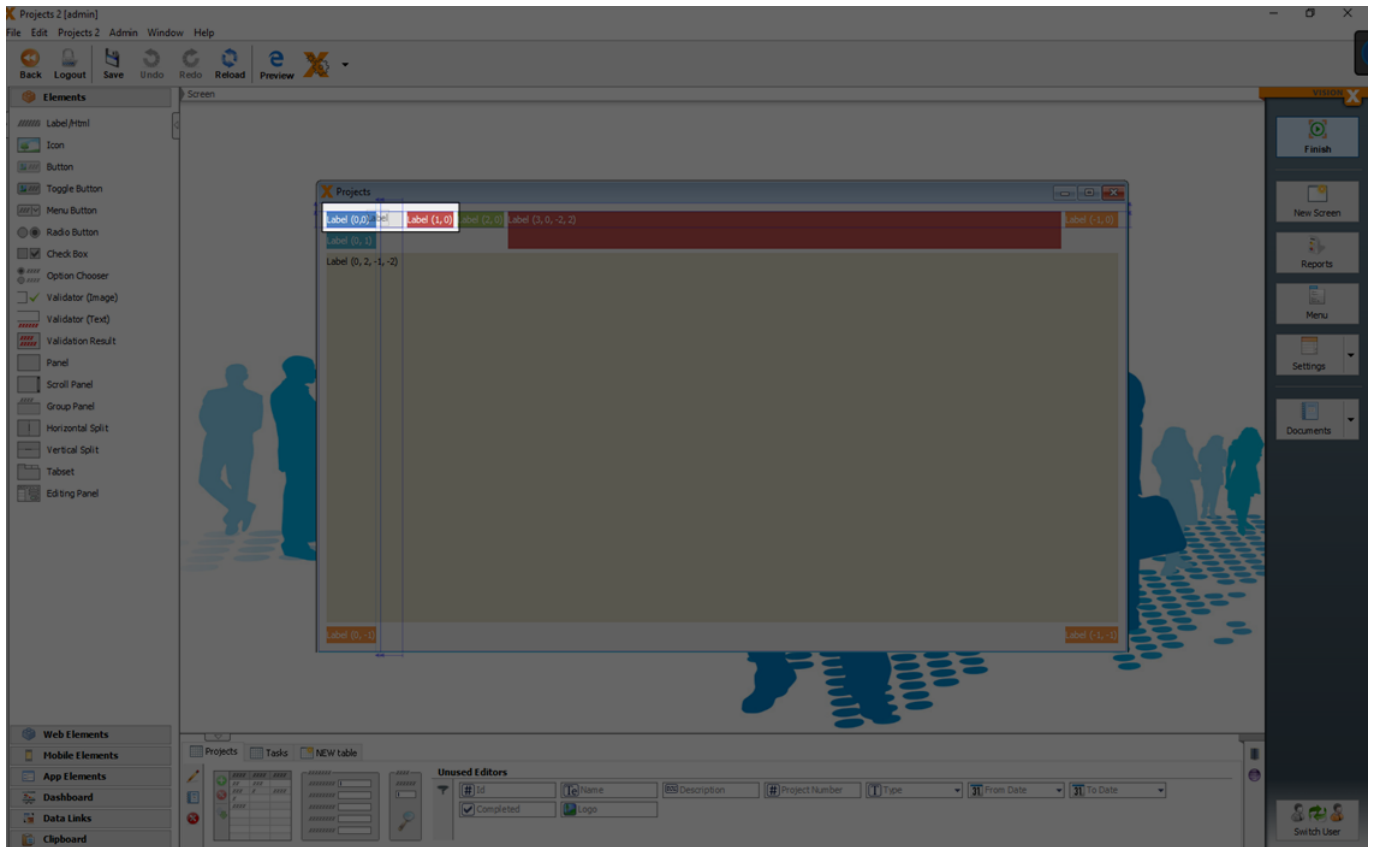 Projects 2 [admin]
File Edit Projects 2 Admin Window Help
Back Logout Save Undo Redo Reload Preview
Elements
Screen
VISION X
Label/Html
Icon
Button
Toggle Button
Menu Button
Radio Button
Check Box
Option Chooser
Validator (Image)
Validator (Text)
Validation Result
Panel
Scroll Panel
Group Panel
Horizontal Split
Vertical Split
Tabset
Editing Panel
Projects
Label (0,0) Label Label (1, 0) Label (2, 0) Label (3, 0, -2, 2) Label (-1, 0)
Label (0, 1)
Label (0, 2, -1, -2)
Label (0, -1) Label (-1, -1)
Finish
New Screen
Reports
Menu
Settings
Documents
Switch User
Web Elements
Mobile Elements
App Elements
Dashboard
Data Links
Clipboard
Projects Tasks NEW table
Unused Editors
Id Name Description Project Number Type From Date To Date
Completed Logo